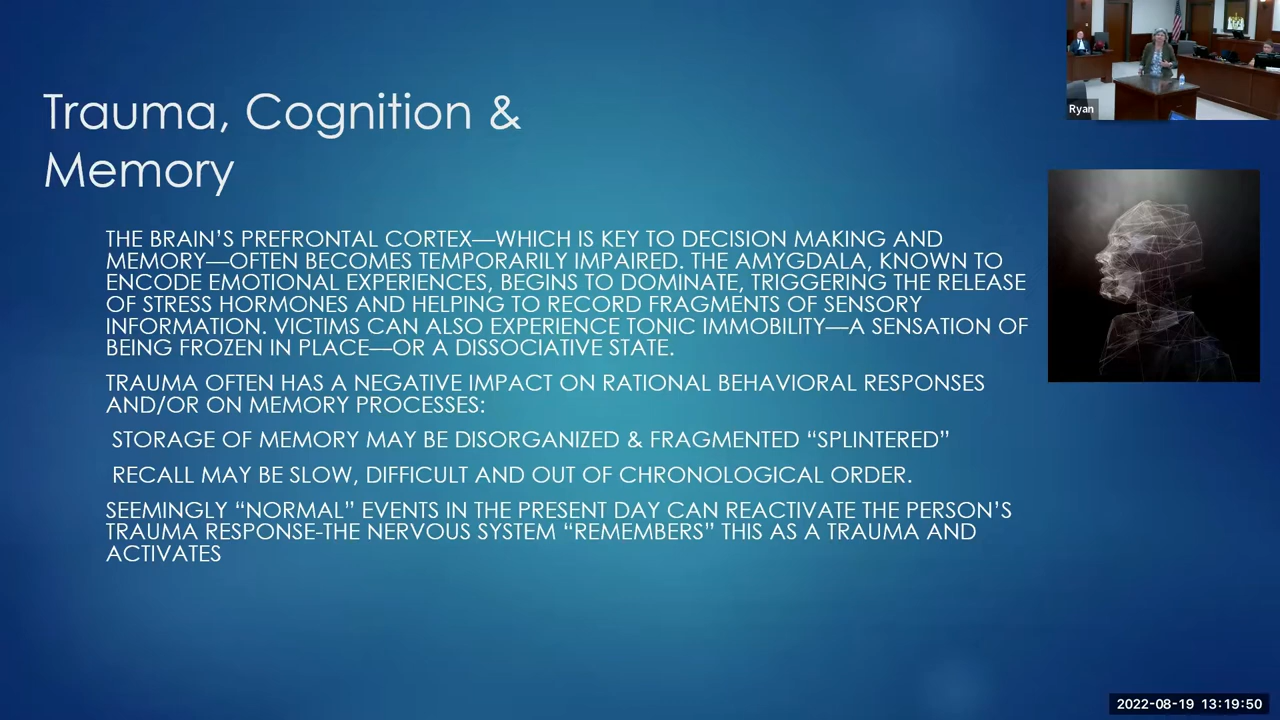 Trauma, Cognition &
Memory
THE BRAIN’S PREFRONTAL CORTEX—WHICH IS KEY TO DECISION MAKING AND
MEMORY—OFTEN BECOMES TEMPORARILY IMPAIRED. THE AMYGDALA, KNOWN TO
ENCODE EMOTIONAL EXPERIENCES, BEGINS TO DOMINATE, TRIGGERING THE RELEASE
OF STRESS HORMONES AND HELPING TO RECORD FRAGMENTS OF SENSORY
INFORMATION. VICTIMS CAN ALSO EXPERIENCE TONIC IMMOBILITY—A SENSATION OF
BEING FROZEN IN PLACE—OR A DISSOCIATIVE STATE.
TRAUMA OFTEN HAS A NEGATIVE IMPACT ON RATIONAL BEHAVIORAL RESPONSES
AND/OR ON MEMORY PROCESSES:
STORAGE OF MEMORY MAY BE DISORGANIZED & FRAGMENTED “SPLINTERED”
RECALL MAY BE SLOW, DIFFICULT AND OUT OF CHRONOLOGICAL ORDER.
SEEMINGLY “NORMAL” EVENTS IN THE PRESENT DAY CAN REACTIVATE THE PERSON’S
TRAUMA RESPONSE-THE NERVOUS SYSTEM “REMEMBERS” THIS AS A TRAUMA AND
ACTIVATES
Ryan
2022-08-19 13:19:50